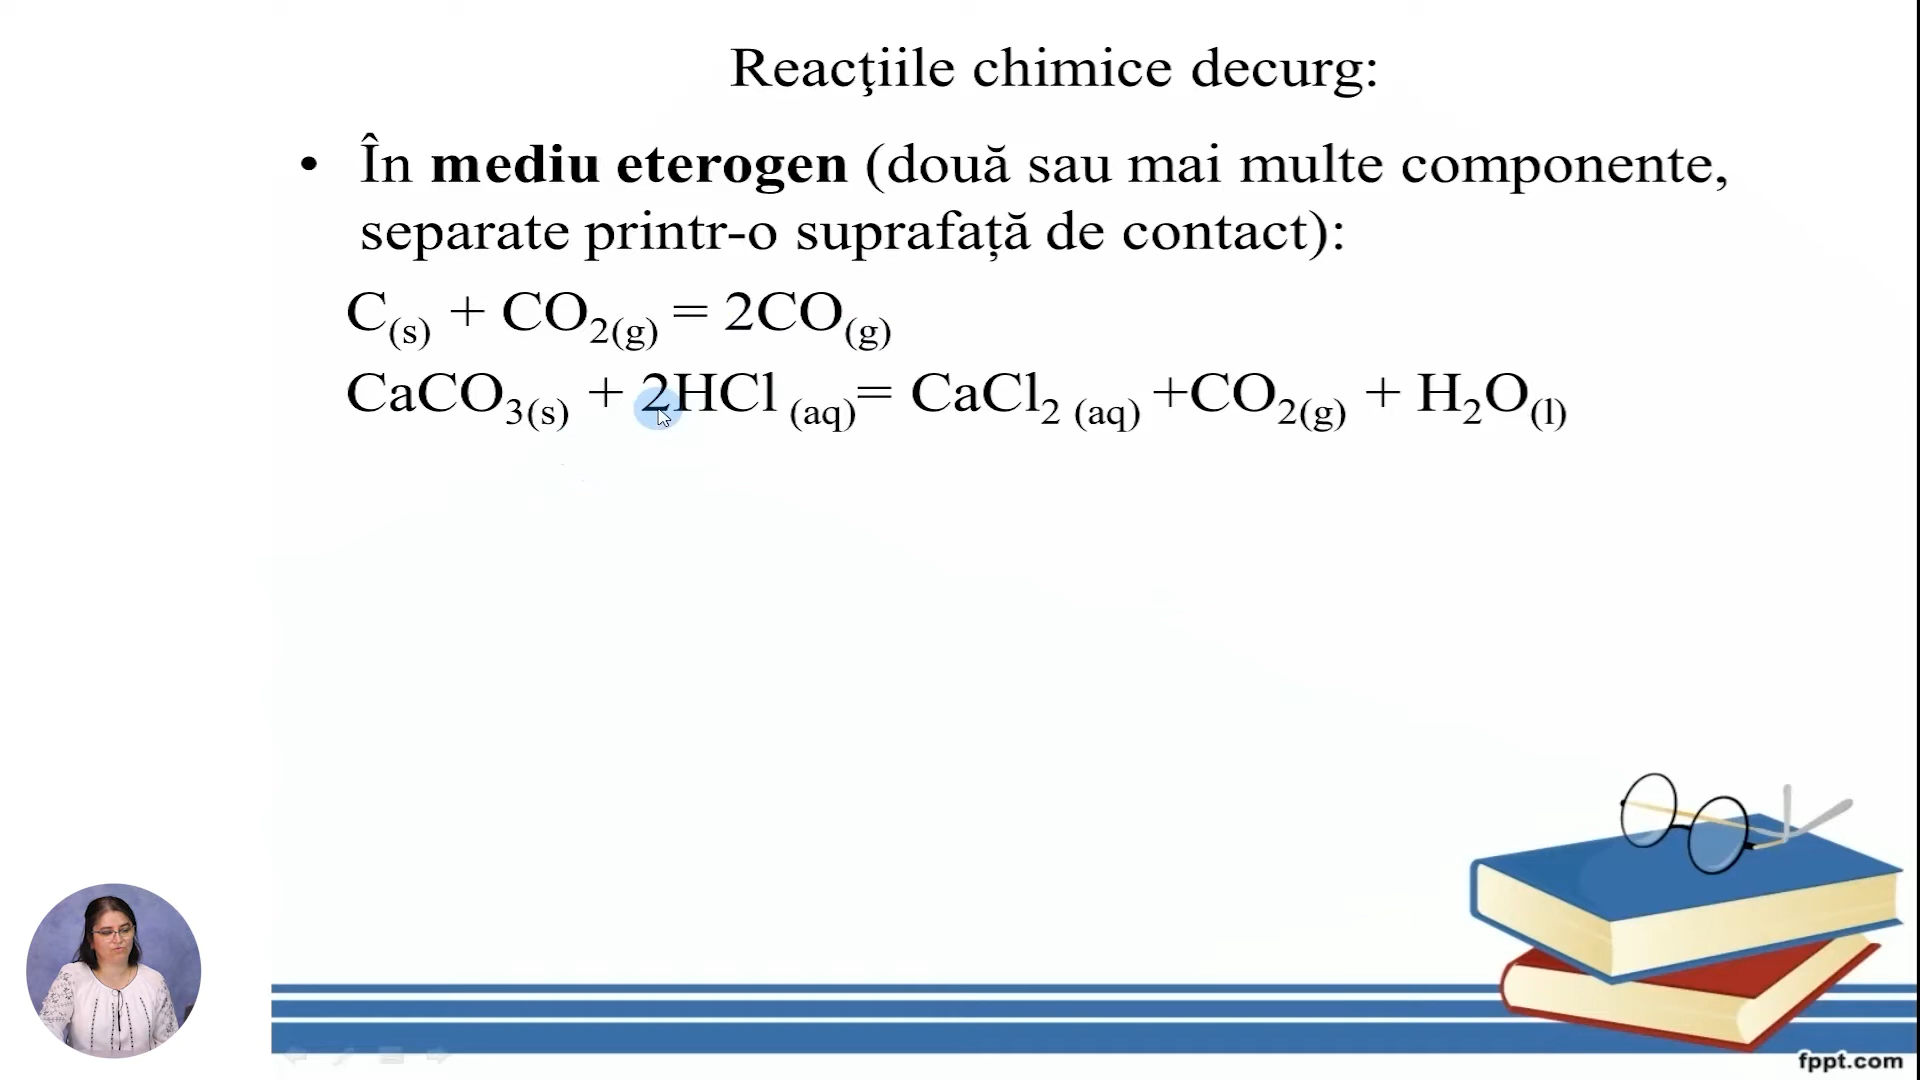 Reacţiile chimice decurg:
• În mediu eterogen (două sau mai multe componente,
separate printr-o suprafață de contact):
C(s) + CO2(g) = 2CO(g)
CaCO3(s) + 2HCl (aq)= CaCl2 (aq) +CO2(g) + H2O(l)
fppt.com